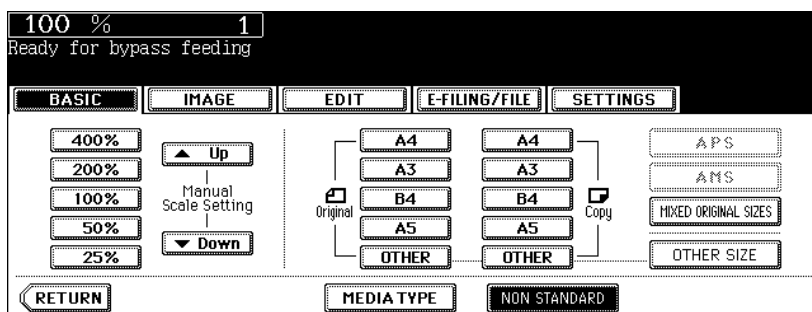 100 % 1
Ready for bypass feeding
BASIC IMAGE EDIT E-FILING/FILE SETTINGS
400% Up A4 A4 APS
200% A3 A3 AMS
100% Manual Scale Setting Original B4 B4 Copy MIXED ORIGINAL SIZES
50% Down A5 A5
25% OTHER OTHER OTHER SIZE
RETURN MEDIA TYPE NON STANDARD